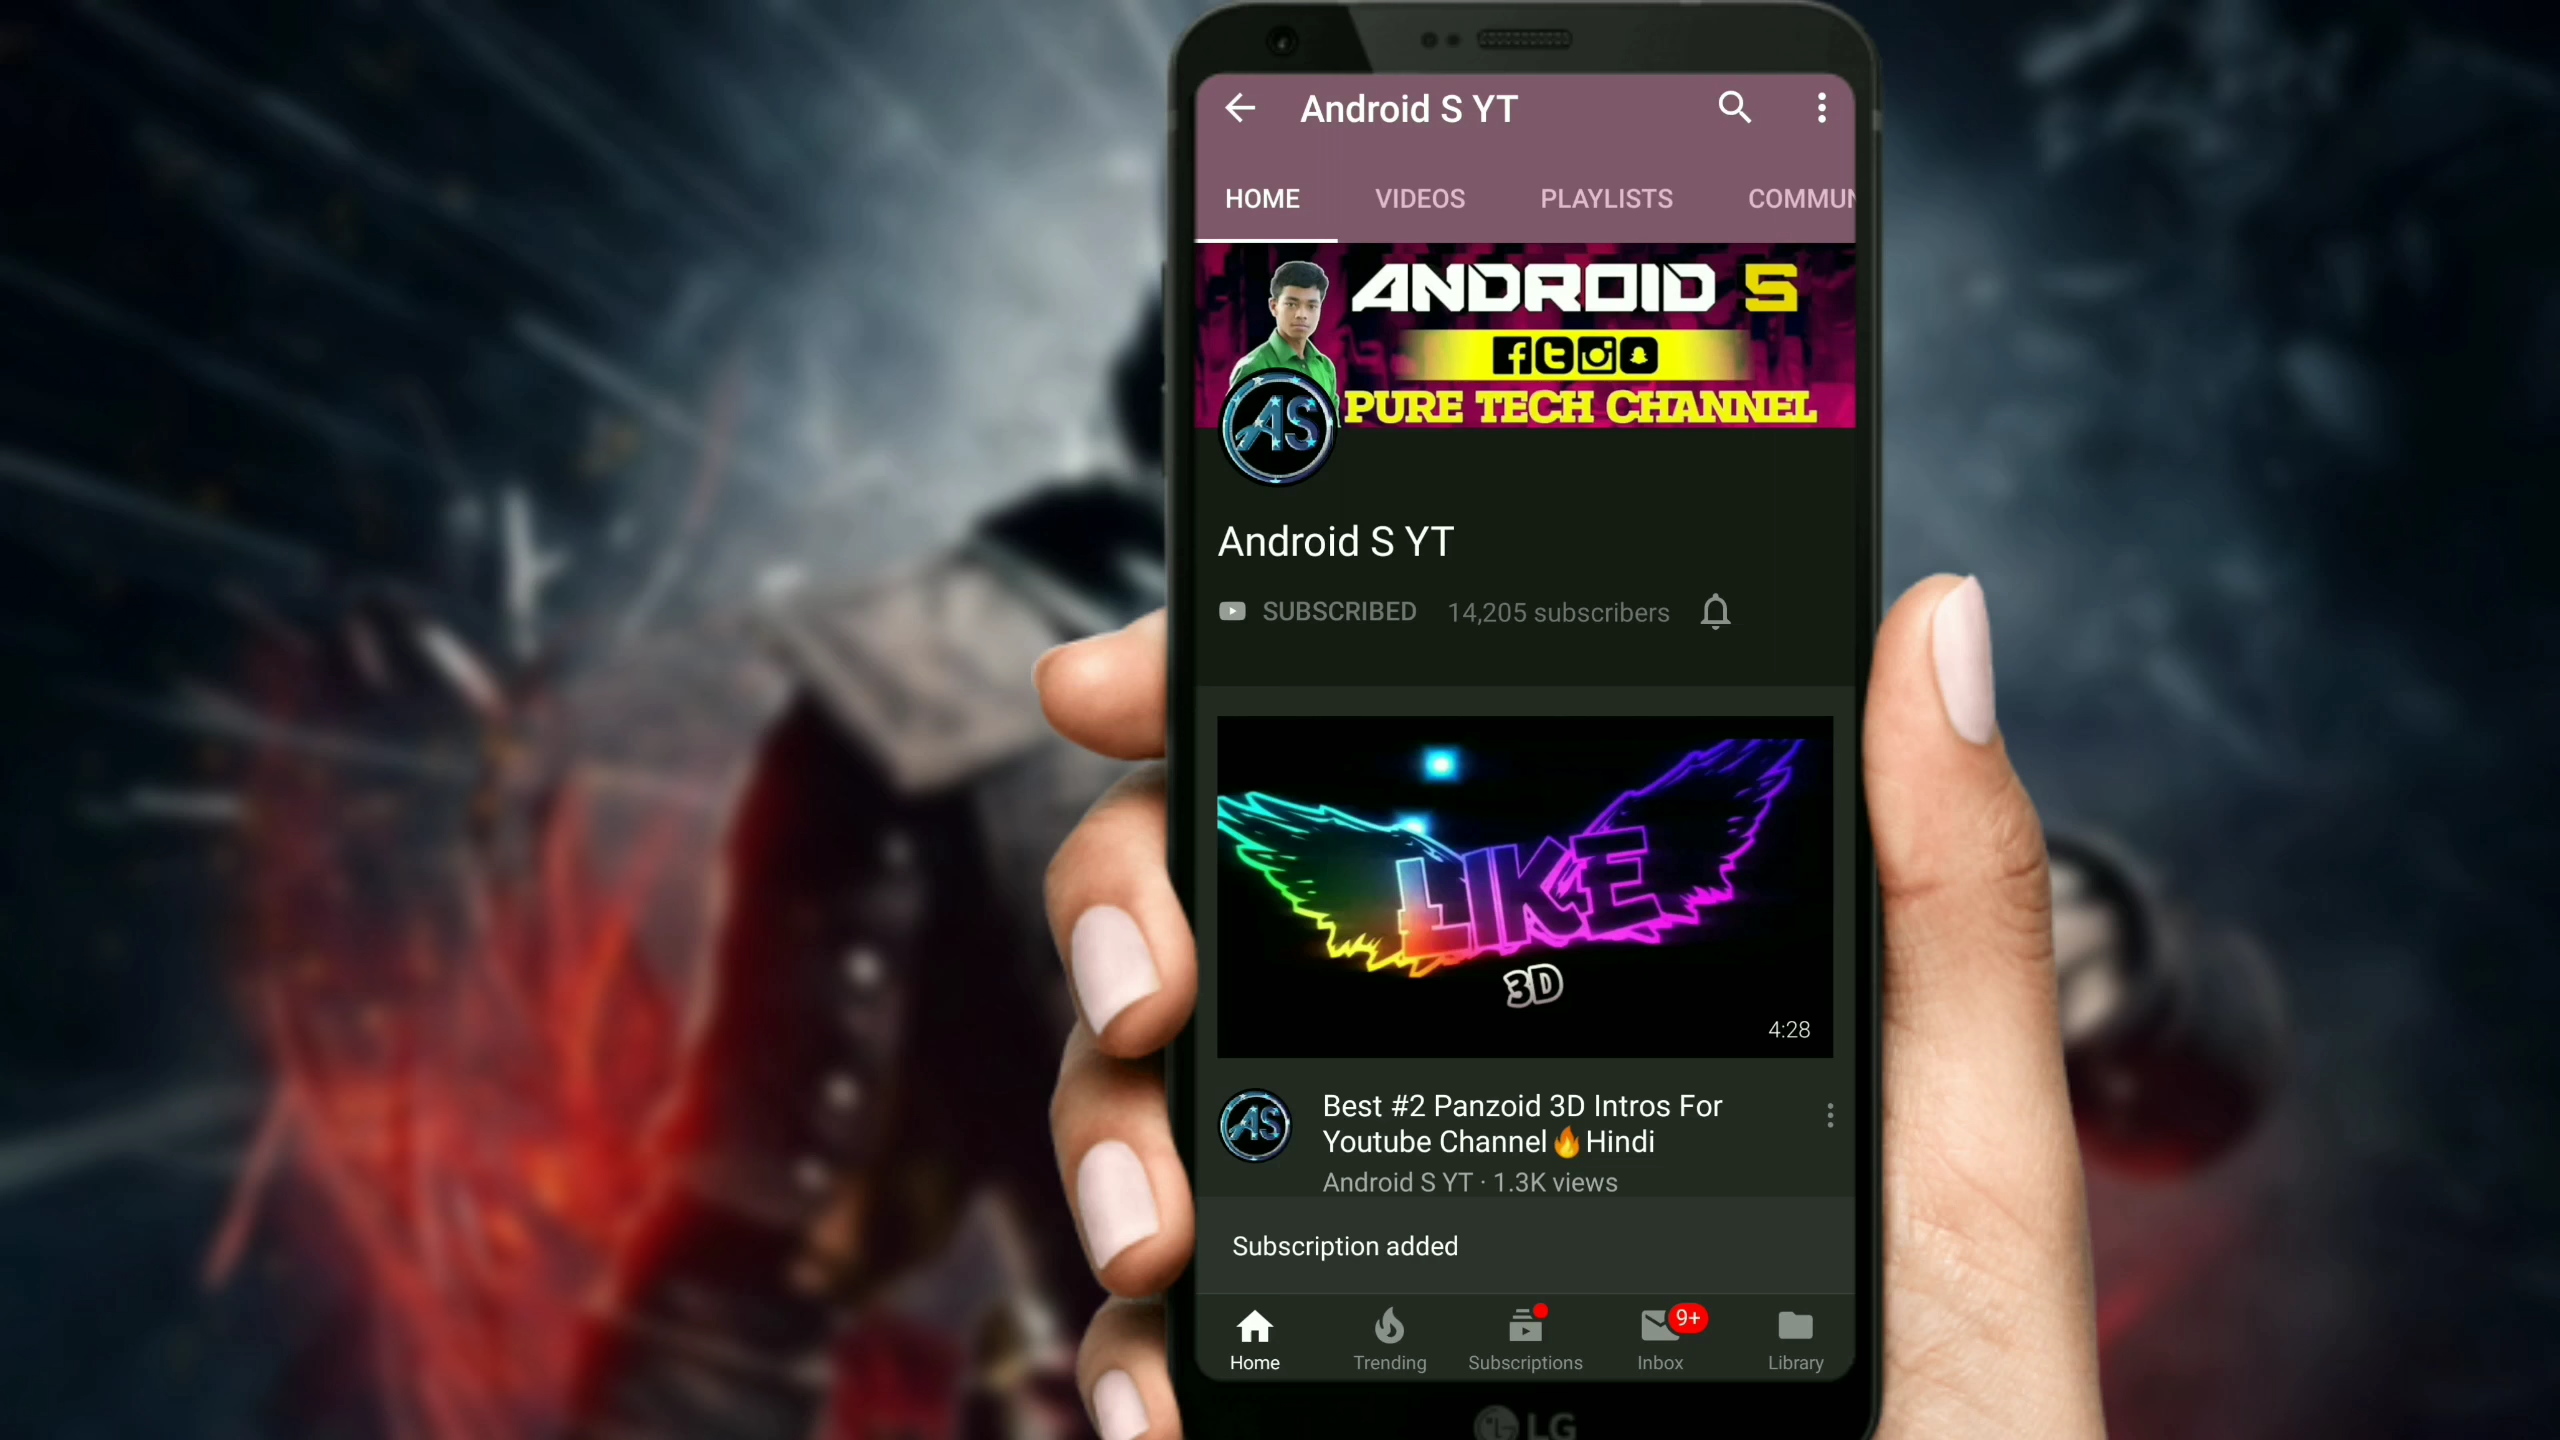 Android S YT
HOME VIDEOS PLAYLISTS COMMUN
ANDROID S
PURE TECH CHANNEL
AS
Android S YT
SUBSCRIBED 14,205 subscribers
LIKE
3D
4:28
AS
Best #2 Panzoid 3D Intros For
Youtube Channel🔥Hindi
Android S YT · 1.3K views
Subscription added
9+
Home Trending Subscriptions Inbox Library
LG